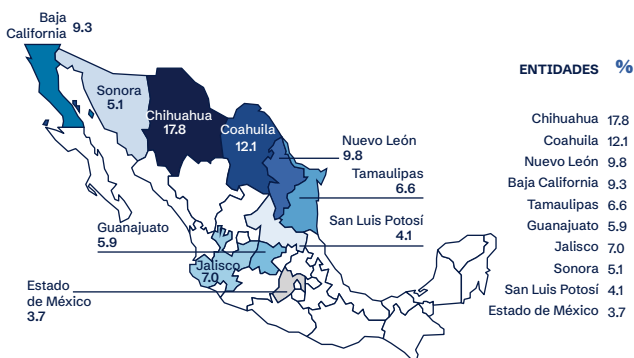 Baja
California 9.3
Sonora
5.1
Chihuahua
17.8
Coahuila
12.1
Nuevo León
9.8
Tamaulipas
6.6
San Luis Potosí
4.1
Guanajuato
5.9
Jalisco
7.0
Estado
de México
3.7
ENTIDADES %
Chihuahua 17.8
Coahuila 12.1
Nuevo León 9.8
Baja California 9.3
Tamaulipas 6.6
Guanajuato 5.9
Jalisco 7.0
Sonora 5.1
San Luis Potosí 4.1
Estado de México 3.7